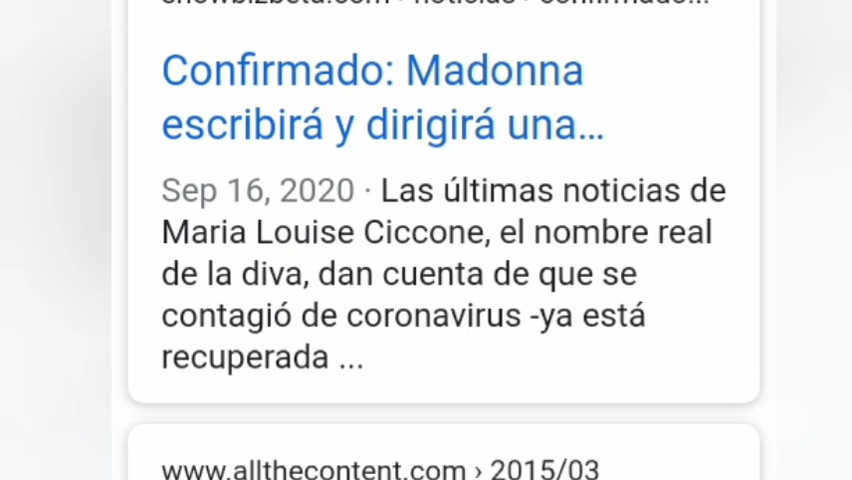 Confirmado: Madonna
escribirá y dirigirá una...
Sep 16, 2020 · Las últimas noticias de
Maria Louise Ciccone, el nombre real
de la diva, dan cuenta de que se
contagió de coronavirus -ya está
recuperada ...
www.allthecontent.com › 2015/03